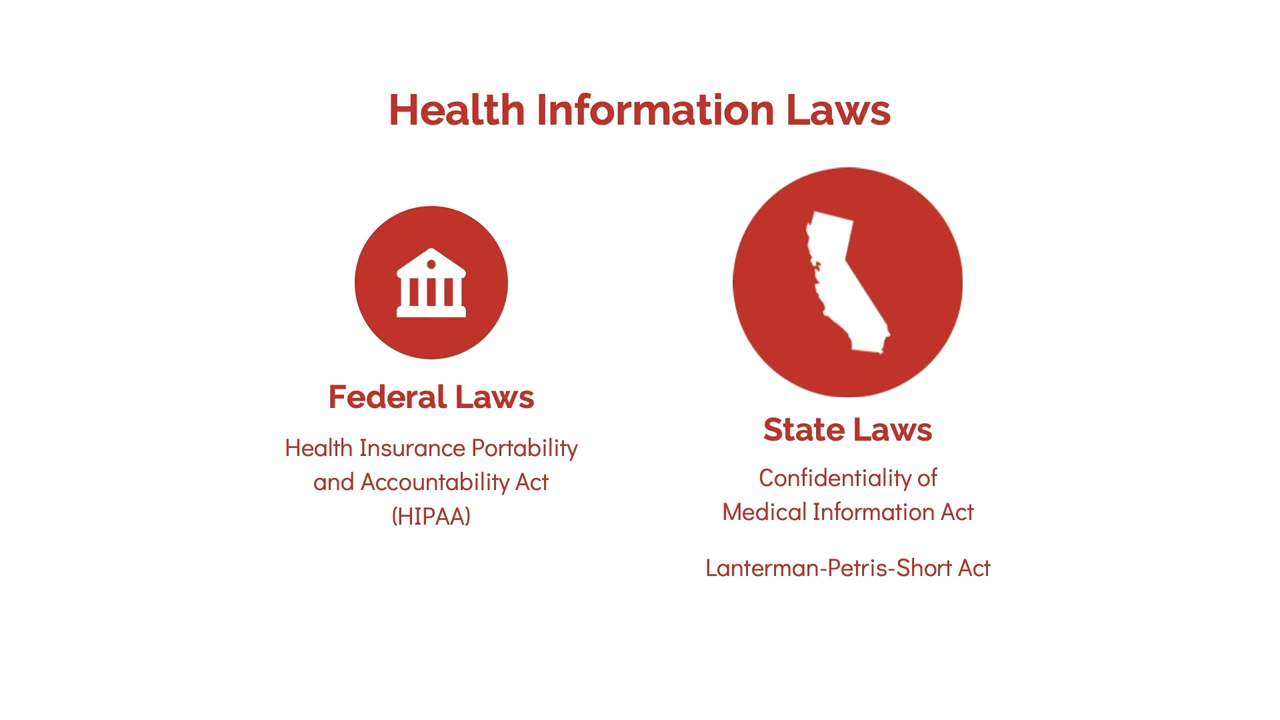 Health Information Laws
Federal Laws
Health Insurance Portability
and Accountability Act
(HIPAA)
State Laws
Confidentiality of
Medical Information Act
Lanterman-Petris-Short Act